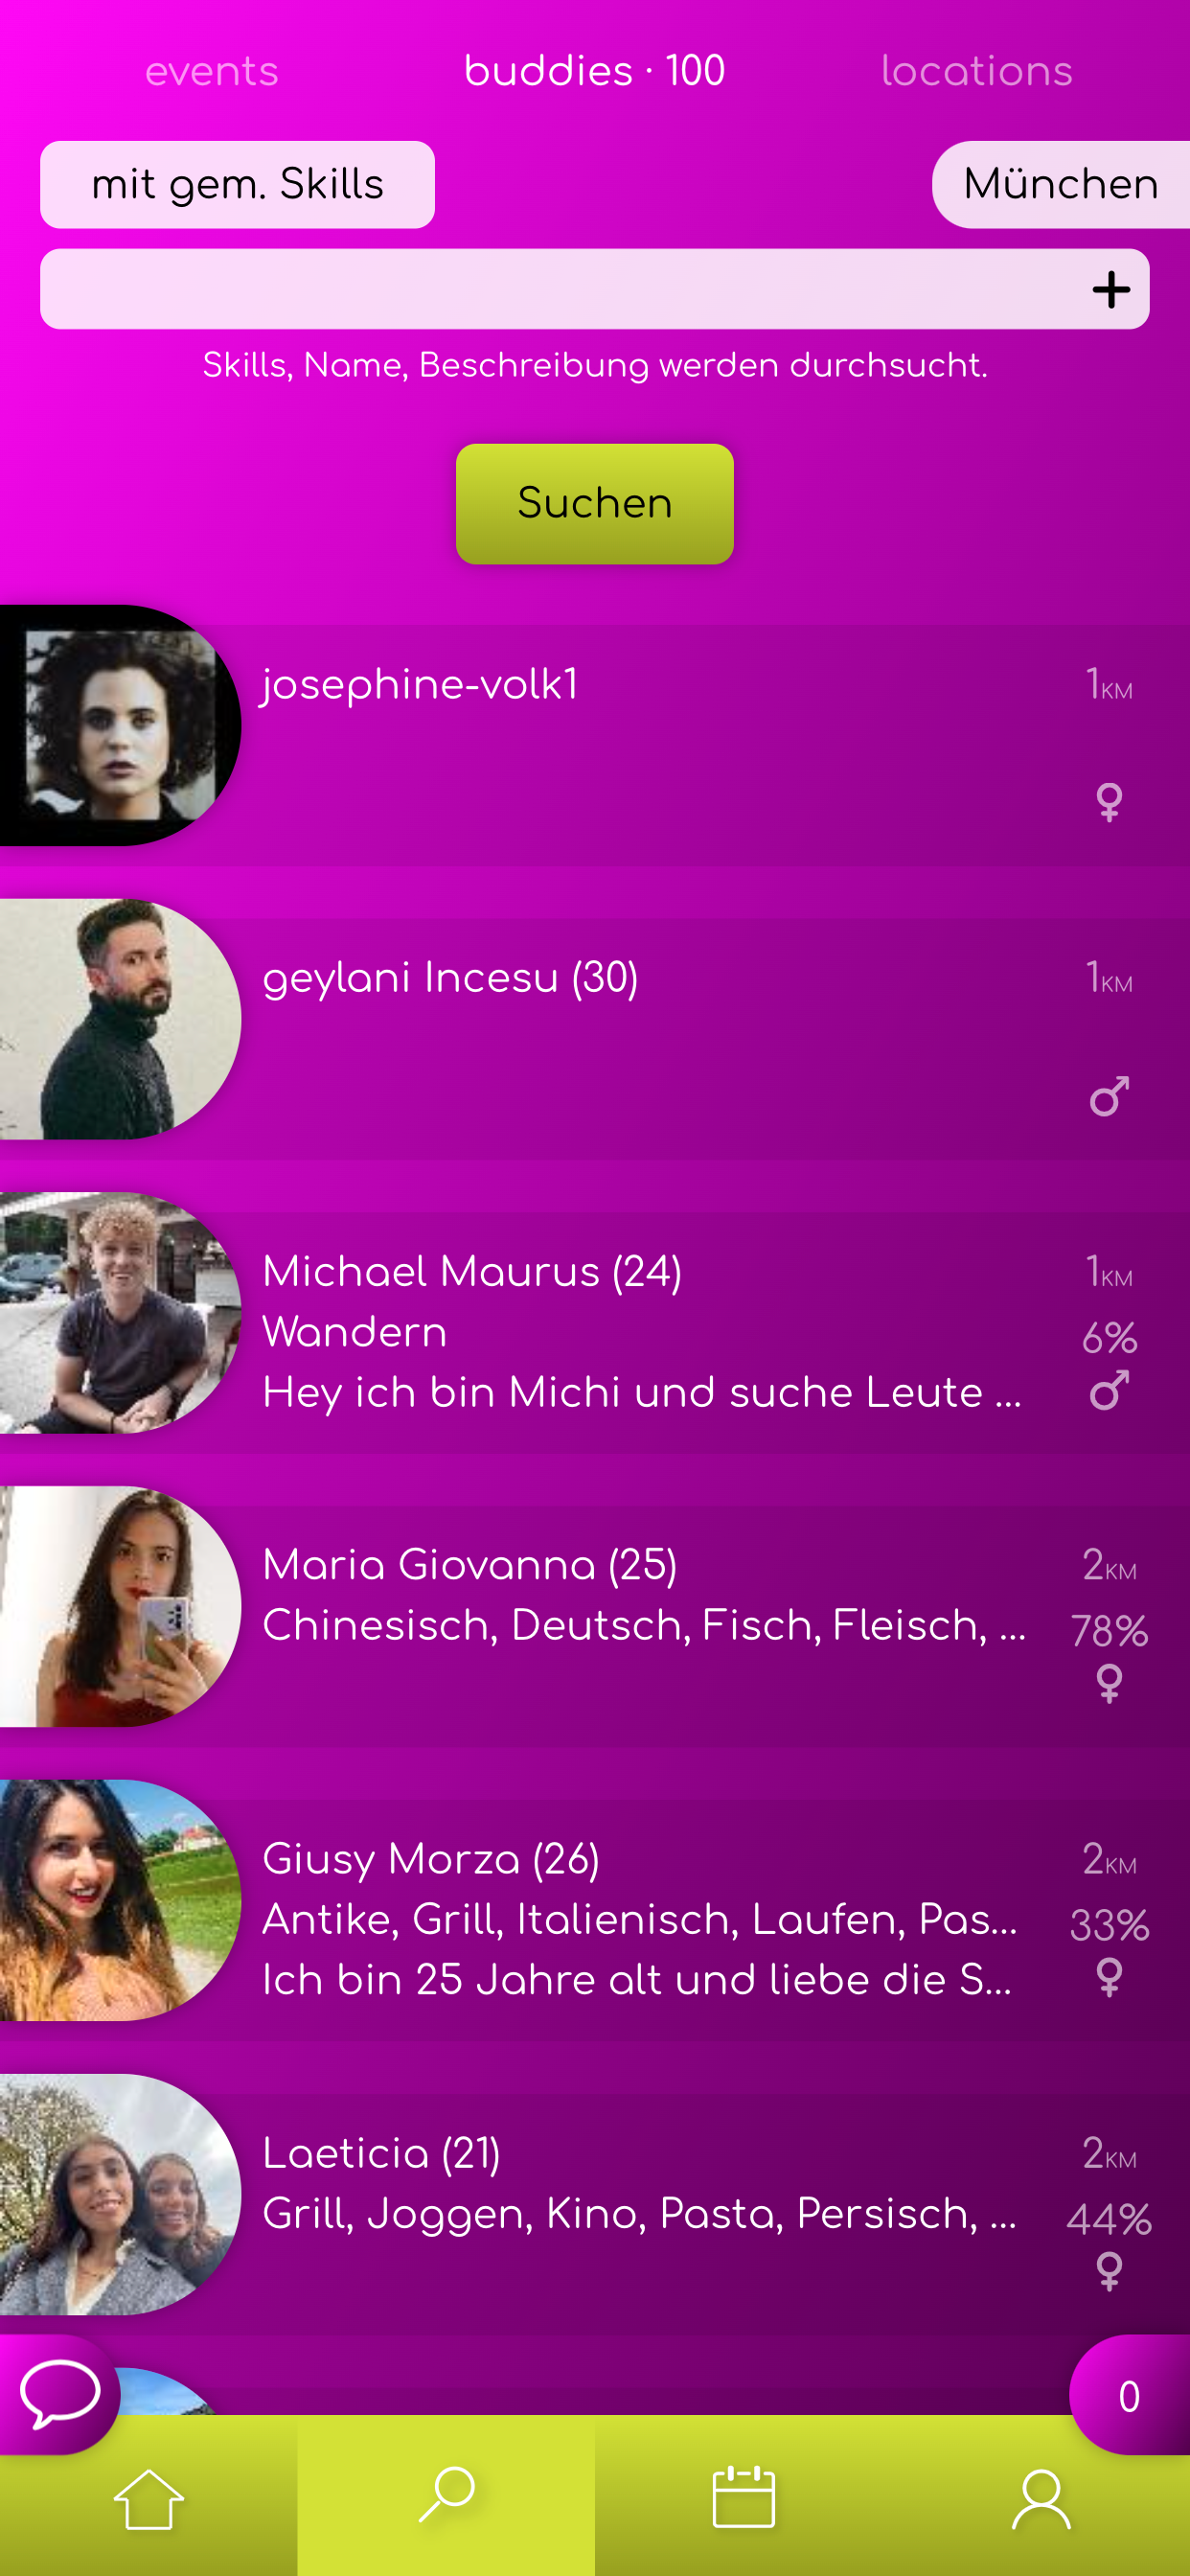 events buddies · 100 locations
mit gem. Skills München
Skills, Name, Beschreibung werden durchsucht.
Suchen
josephine-volk1 1KM
geylani Incesu (30) 1KM
Michael Maurus (24) 1KM
Wandern 6%
Hey ich bin Michi und suche Leute ...
Maria Giovanna (25) 2KM
Chinesisch, Deutsch, Fisch, Fleisch, ... 78%
Giusy Morza (26) 2KM
Antike, Grill, Italienisch, Laufen, Pas... 33%
Ich bin 25 Jahre alt und liebe die S...
Laeticia (21) 2KM
Grill, Joggen, Kino, Pasta, Persisch, ... 44%
0